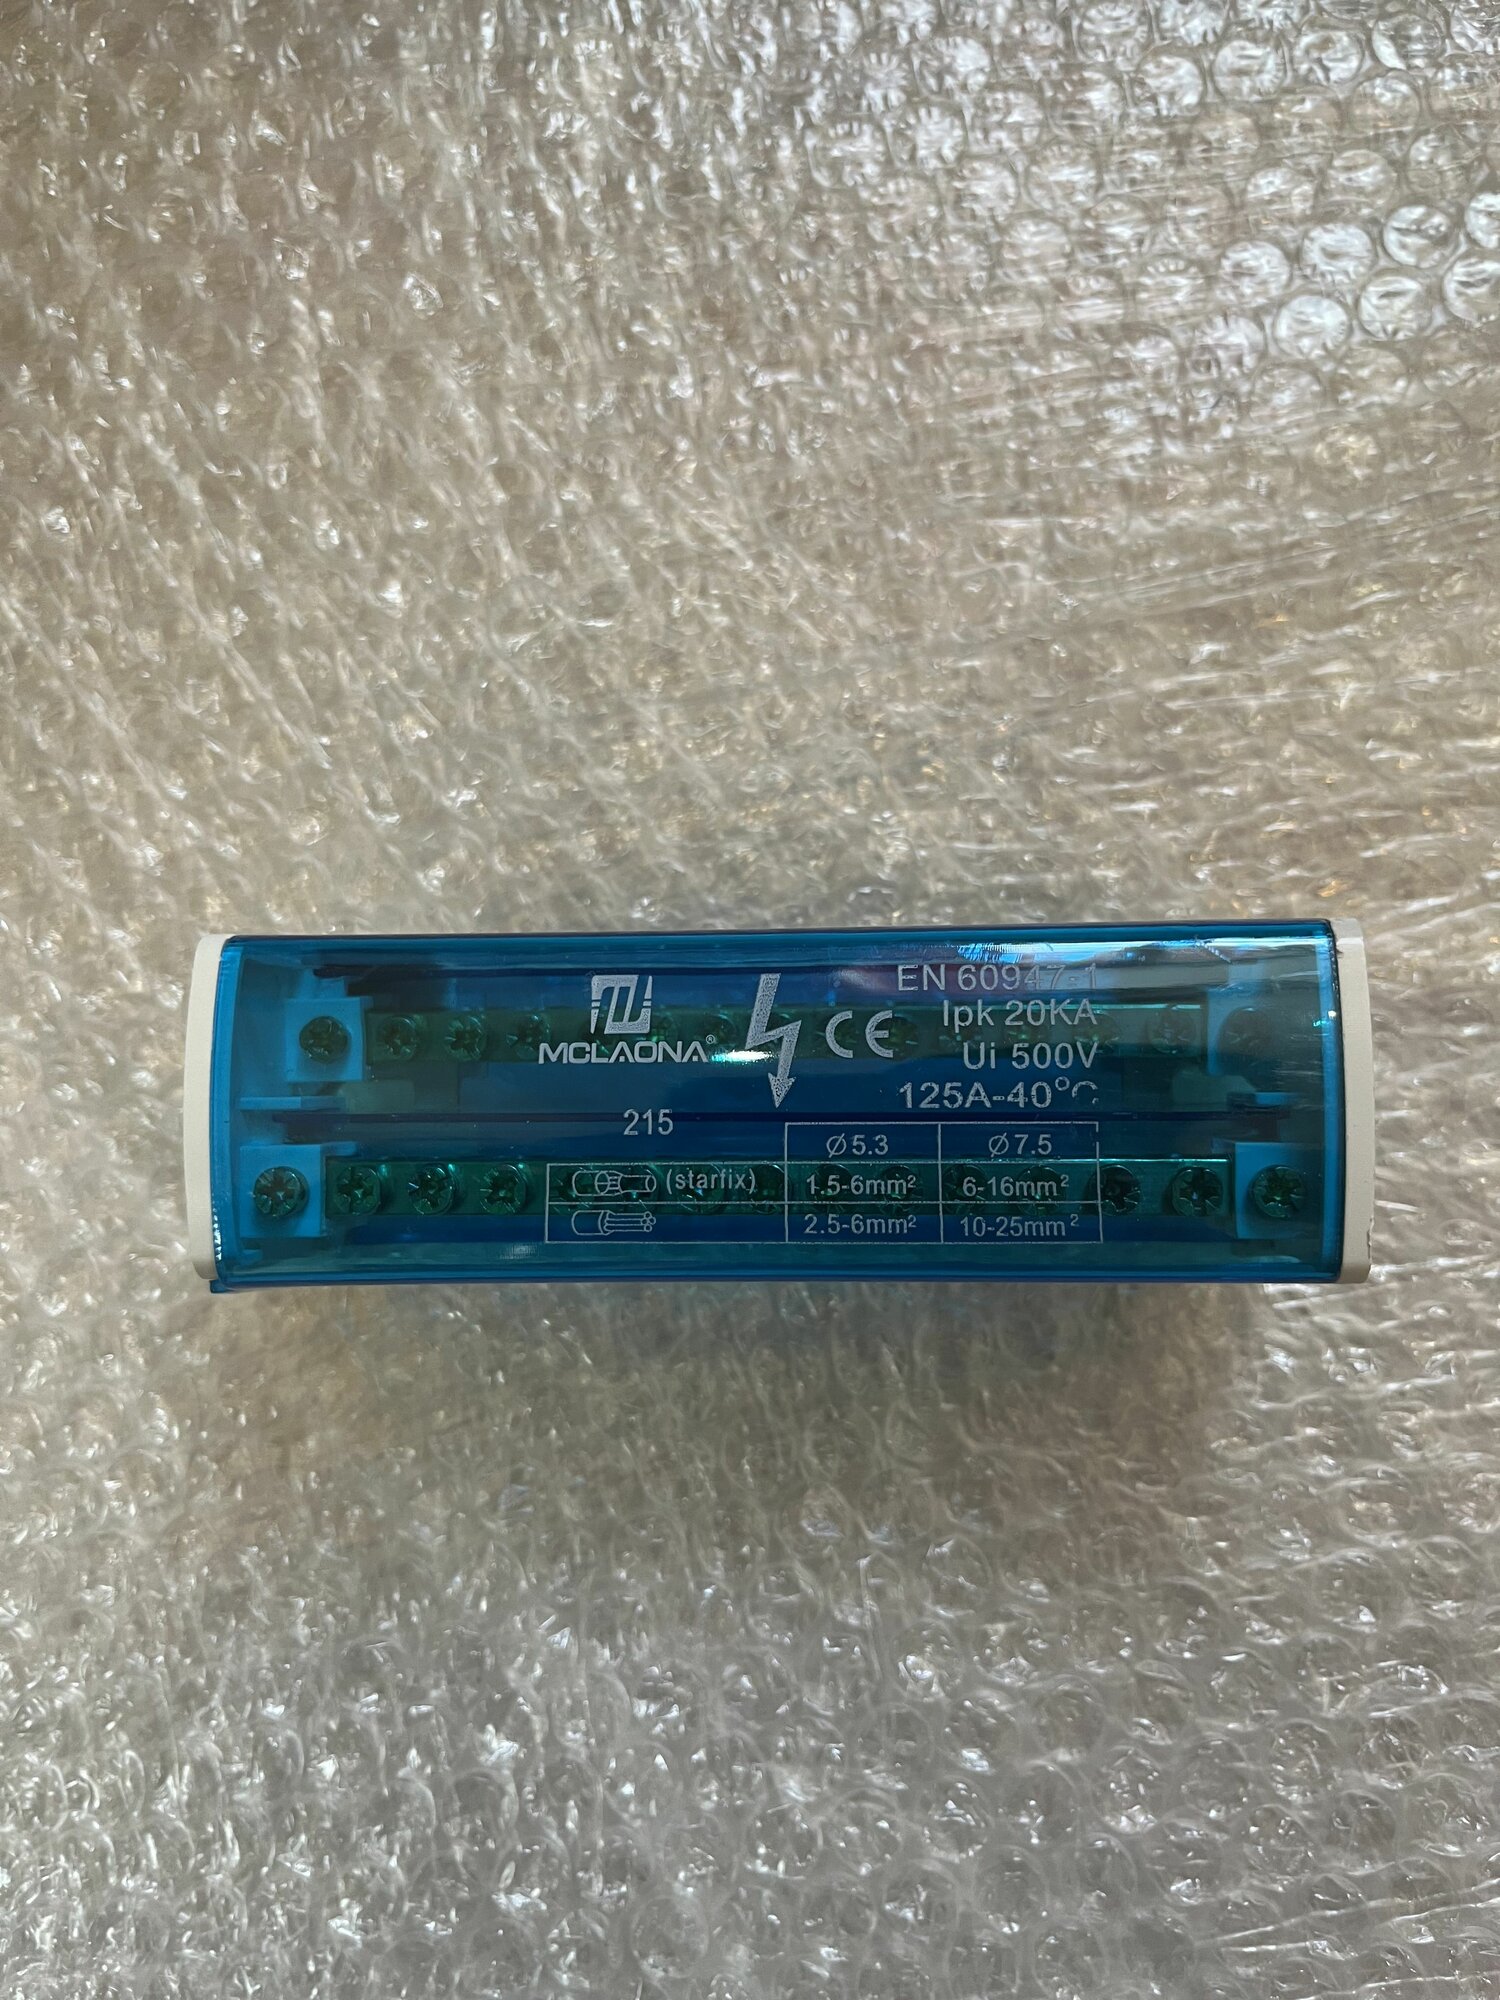 MCLAONA®
CE
EN 60947-1
Ipk 20KA
Ui 500V
125A-40°C
215
Ø5.3 Ø7.5
(starfix) 1.5-6mm² 6-16mm²
2.5-6mm² 10-25mm²